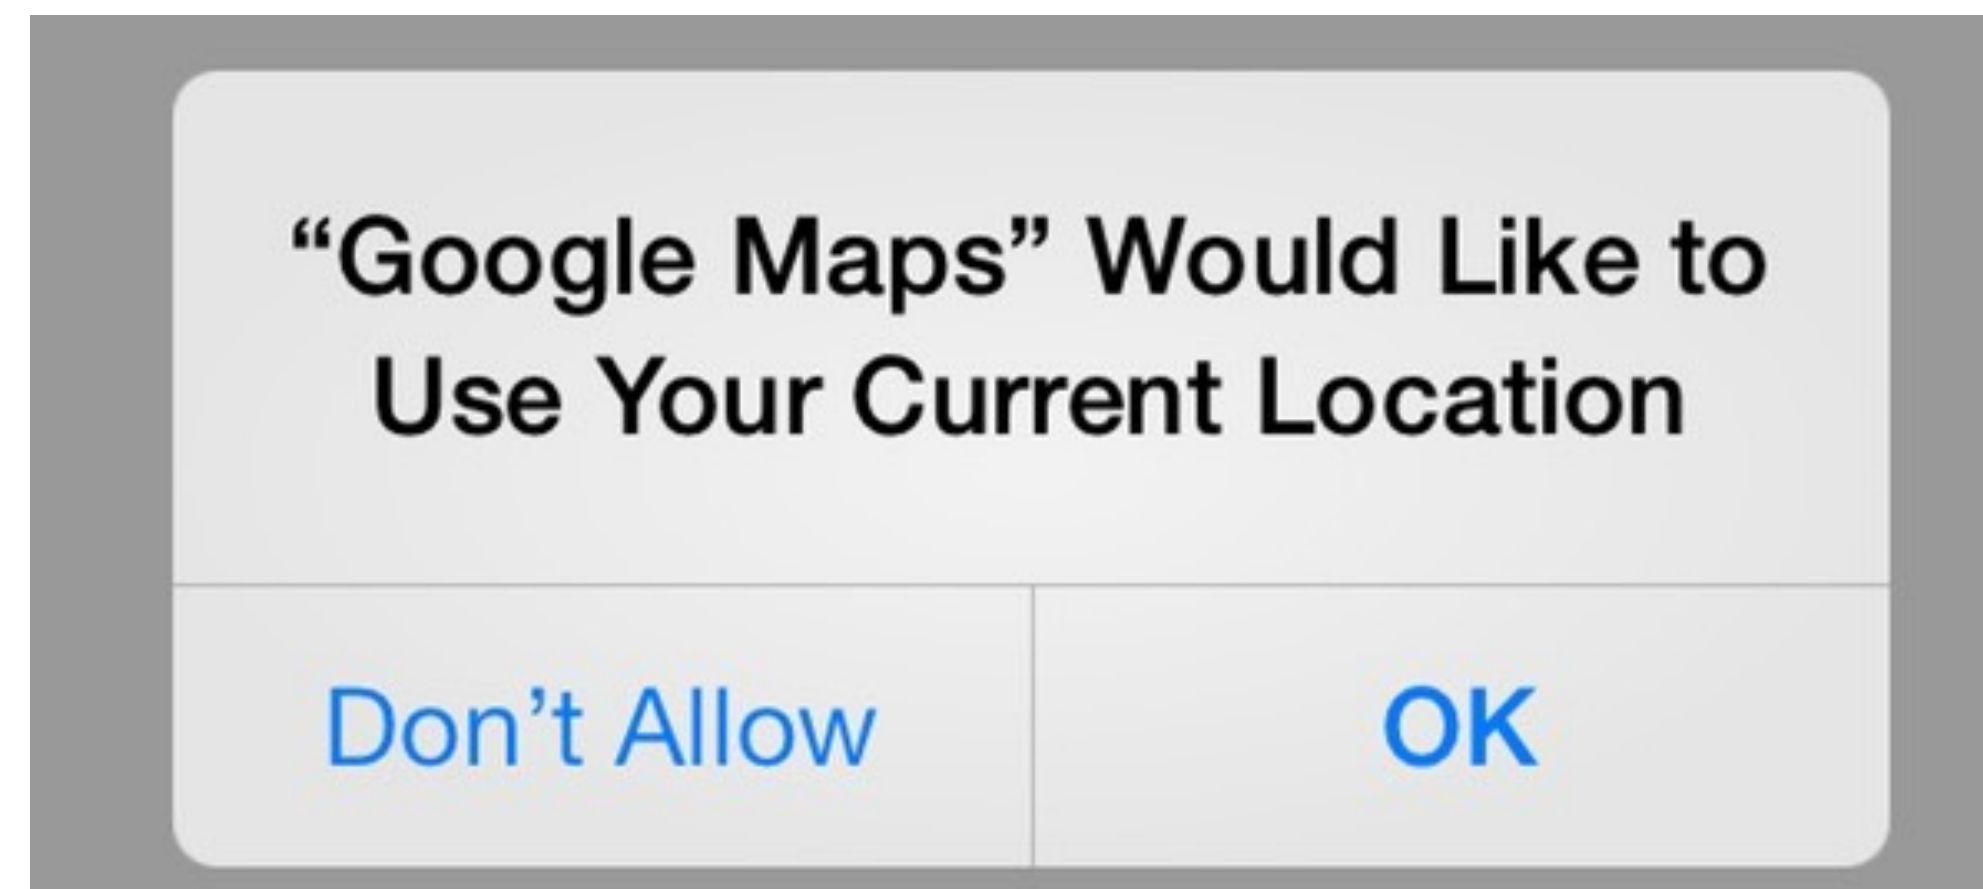 “Google Maps” Would Like to
Use Your Current Location
Don’t Allow
OK